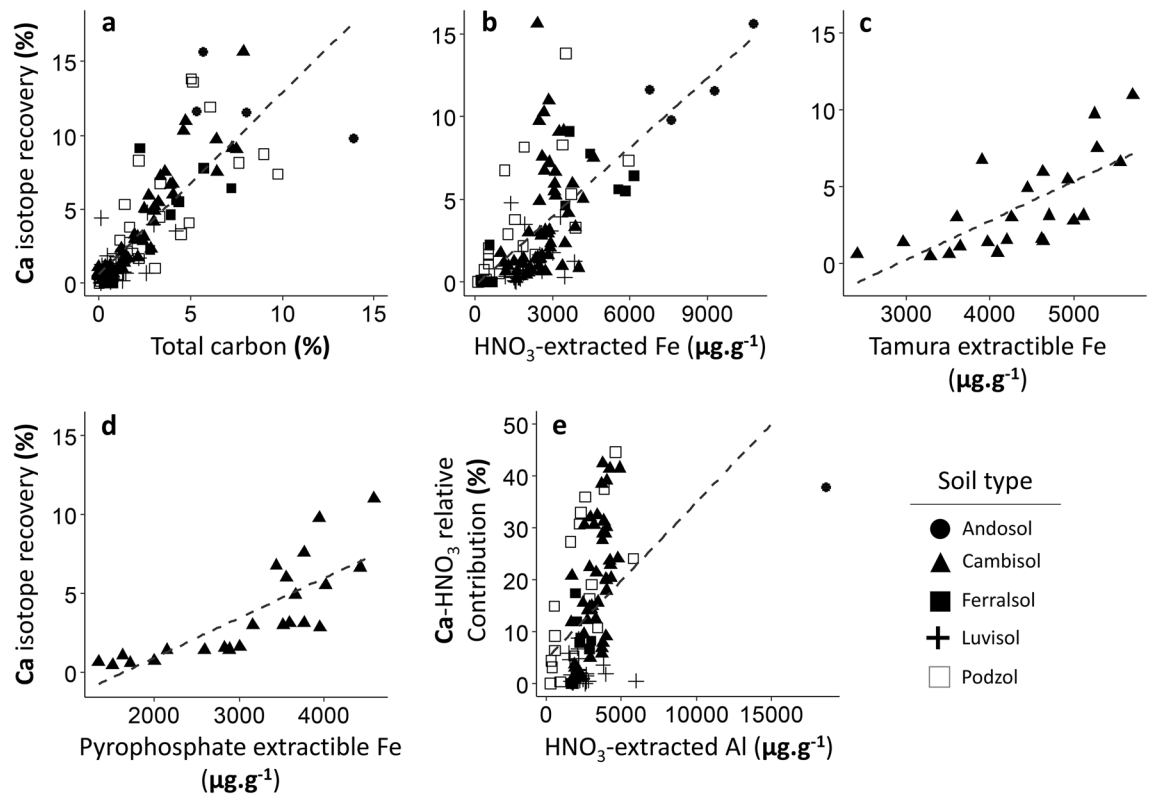 a
Ca isotope recovery (%)
15
10
5
0
0 5 10 15
Total carbon (%)
b
15
10
5
0
0 3000 6000 9000
HNO3-extracted Fe (µg.g-1)
c
15
10
5
0
3000 4000 5000
Tamura extractible Fe
(µg.g-1)
d
Ca isotope recovery (%)
15
10
5
0
2000 3000 4000
Pyrophosphate extractible Fe
(µg.g-1)
e
Ca-HNO3 relative
Contribution (%)
50
40
30
20
10
0
0 5000 10000 15000
HNO3-extracted Al (µg.g-1)
Soil type
Andosol
Cambisol
Ferralsol
Luvisol
Podzol